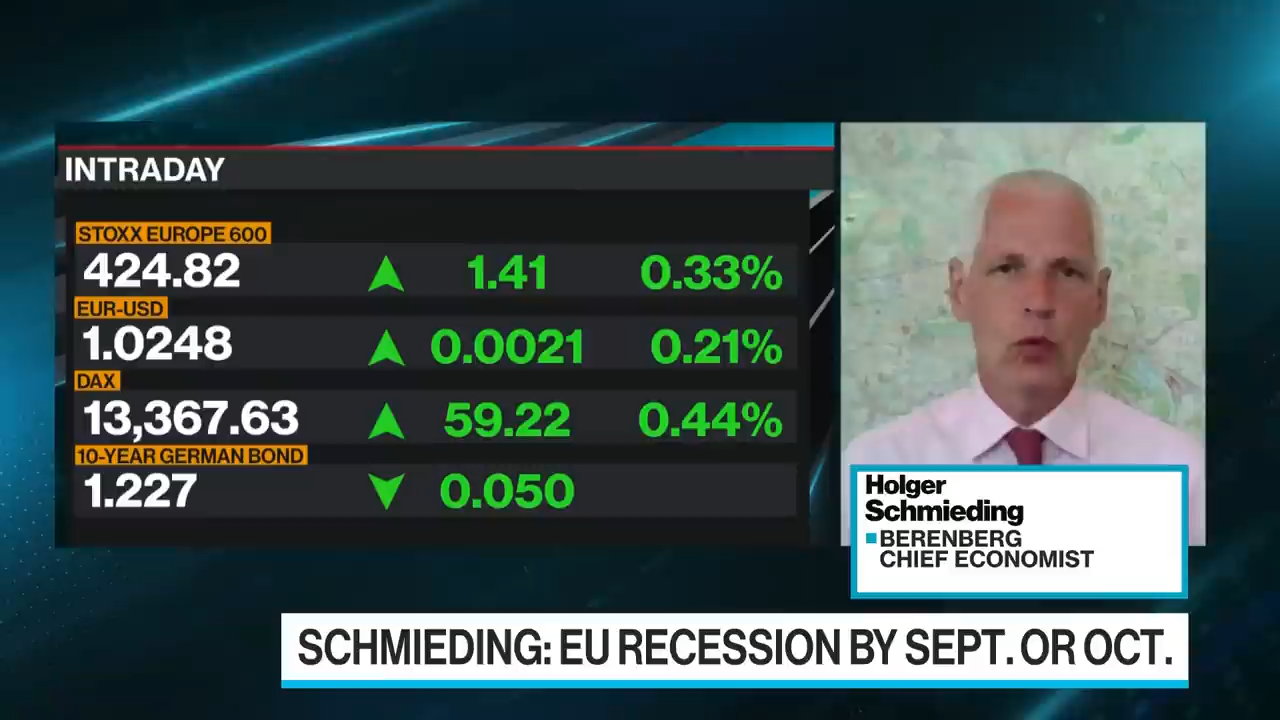 INTRADAY
STOXX EUROPE 600
424.82 1.41 0.33%
EUR-USD
1.0248 0.0021 0.21%
DAX
13,367.63 59.22 0.44%
10-YEAR GERMAN BOND
1.227 0.050
Holger
Schmieding
BERENBERG
CHIEF ECONOMIST
SCHMIEDING: EU RECESSION BY SEPT. OR OCT.